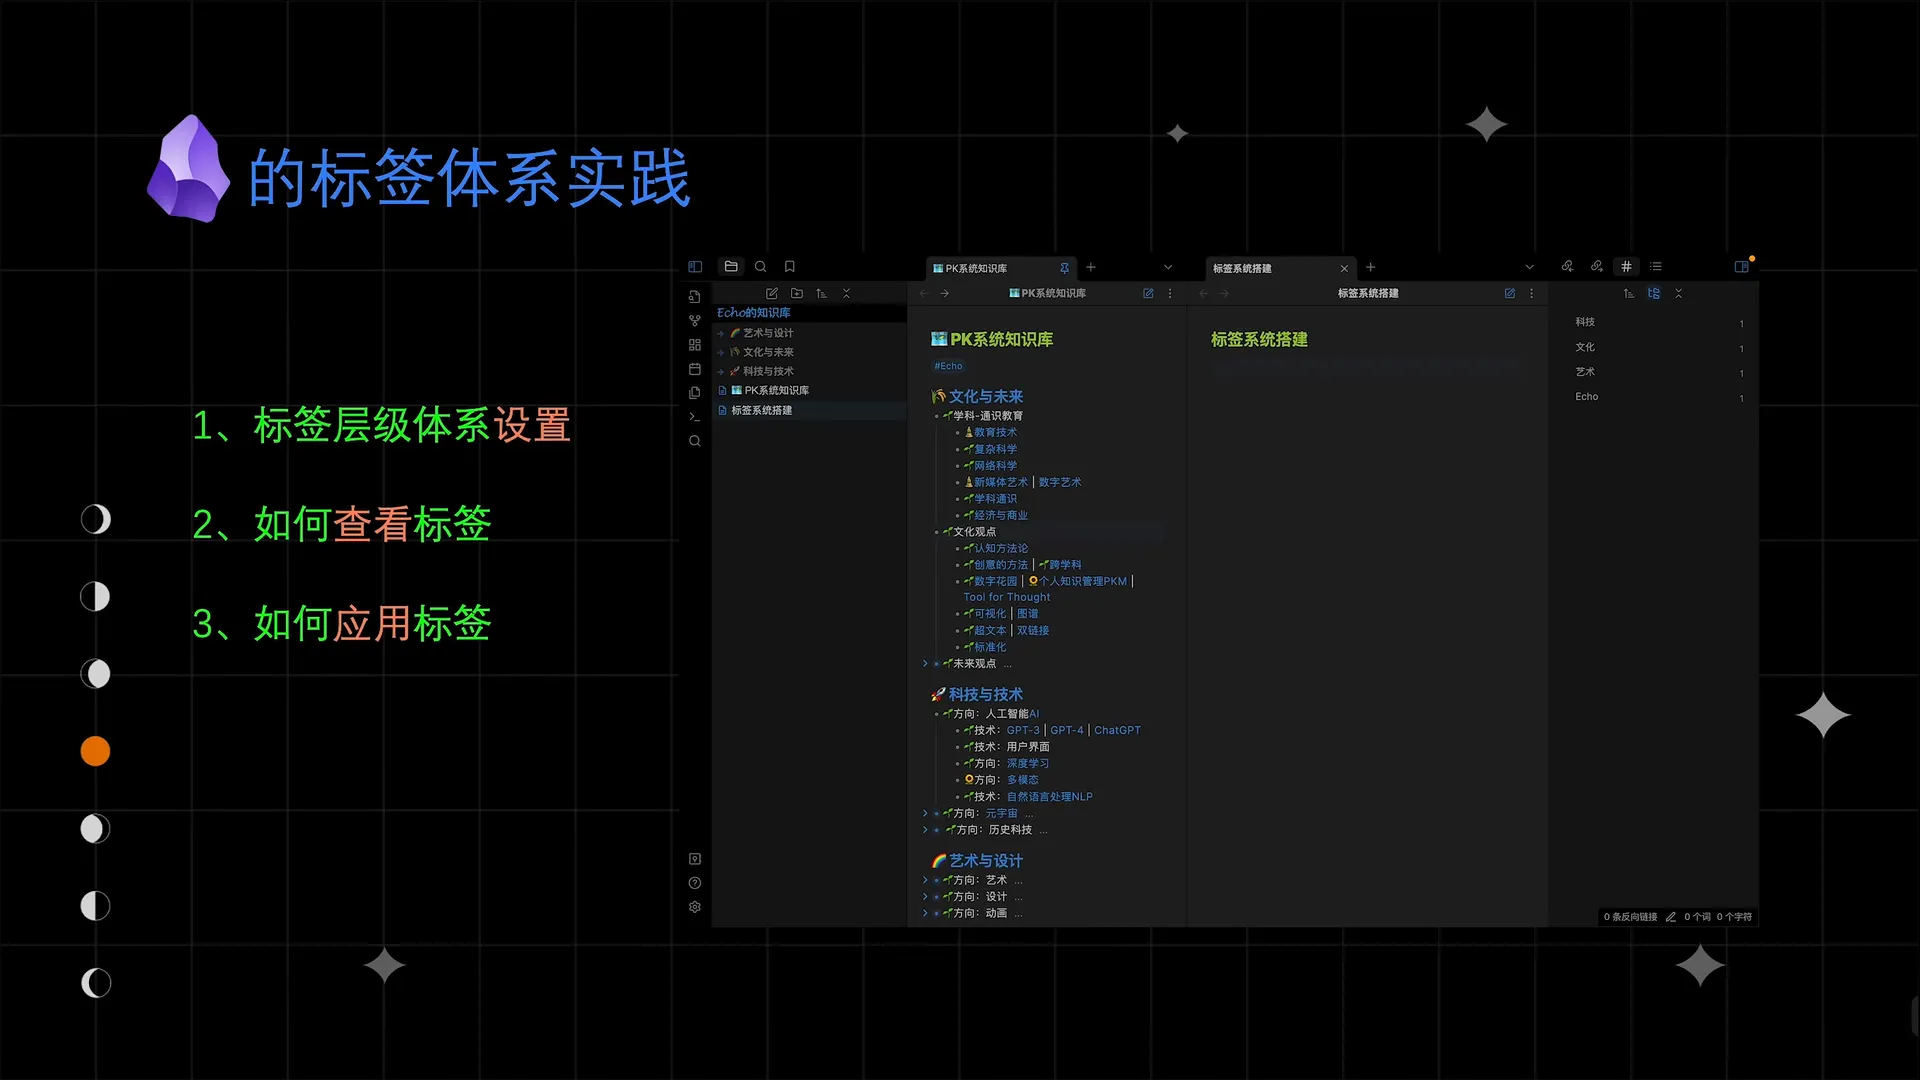 的标签体系实践
1、标签层级体系设置
2、如何查看标签
3、如何应用标签
Echo的知识库
艺术与设计
文化与未来
科技与技术
PK系统知识库
标签系统搭建
PK系统知识库
PK系统知识库
PK系统知识库
#Echo
文化与未来
学科-通识教育
教育技术
复杂科学
网络科学
新媒体艺术 | 数字艺术
学科通识
经济与商业
文化观点
认知方法论
创意的方法 | 跨学科
数字花园 | 个人知识管理PKM |
Tool for Thought
可视化 | 图谱
超文本 | 双链接
标准化
未来观点 ...
科技与技术
方向：人工智能AI
技术：GPT-3 | GPT-4 | ChatGPT
技术：用户界面
方向：深度学习
方向：多模态
技术：自然语言处理NLP
方向：元宇宙 ...
方向：历史科技 ...
艺术与设计
方向：艺术 ...
方向：设计 ...
方向：动画 ...
标签系统搭建
标签系统搭建
标签系统搭建
科技 1
文化 1
艺术 1
Echo 1
0 条反向链接 0 个词 0 个字符